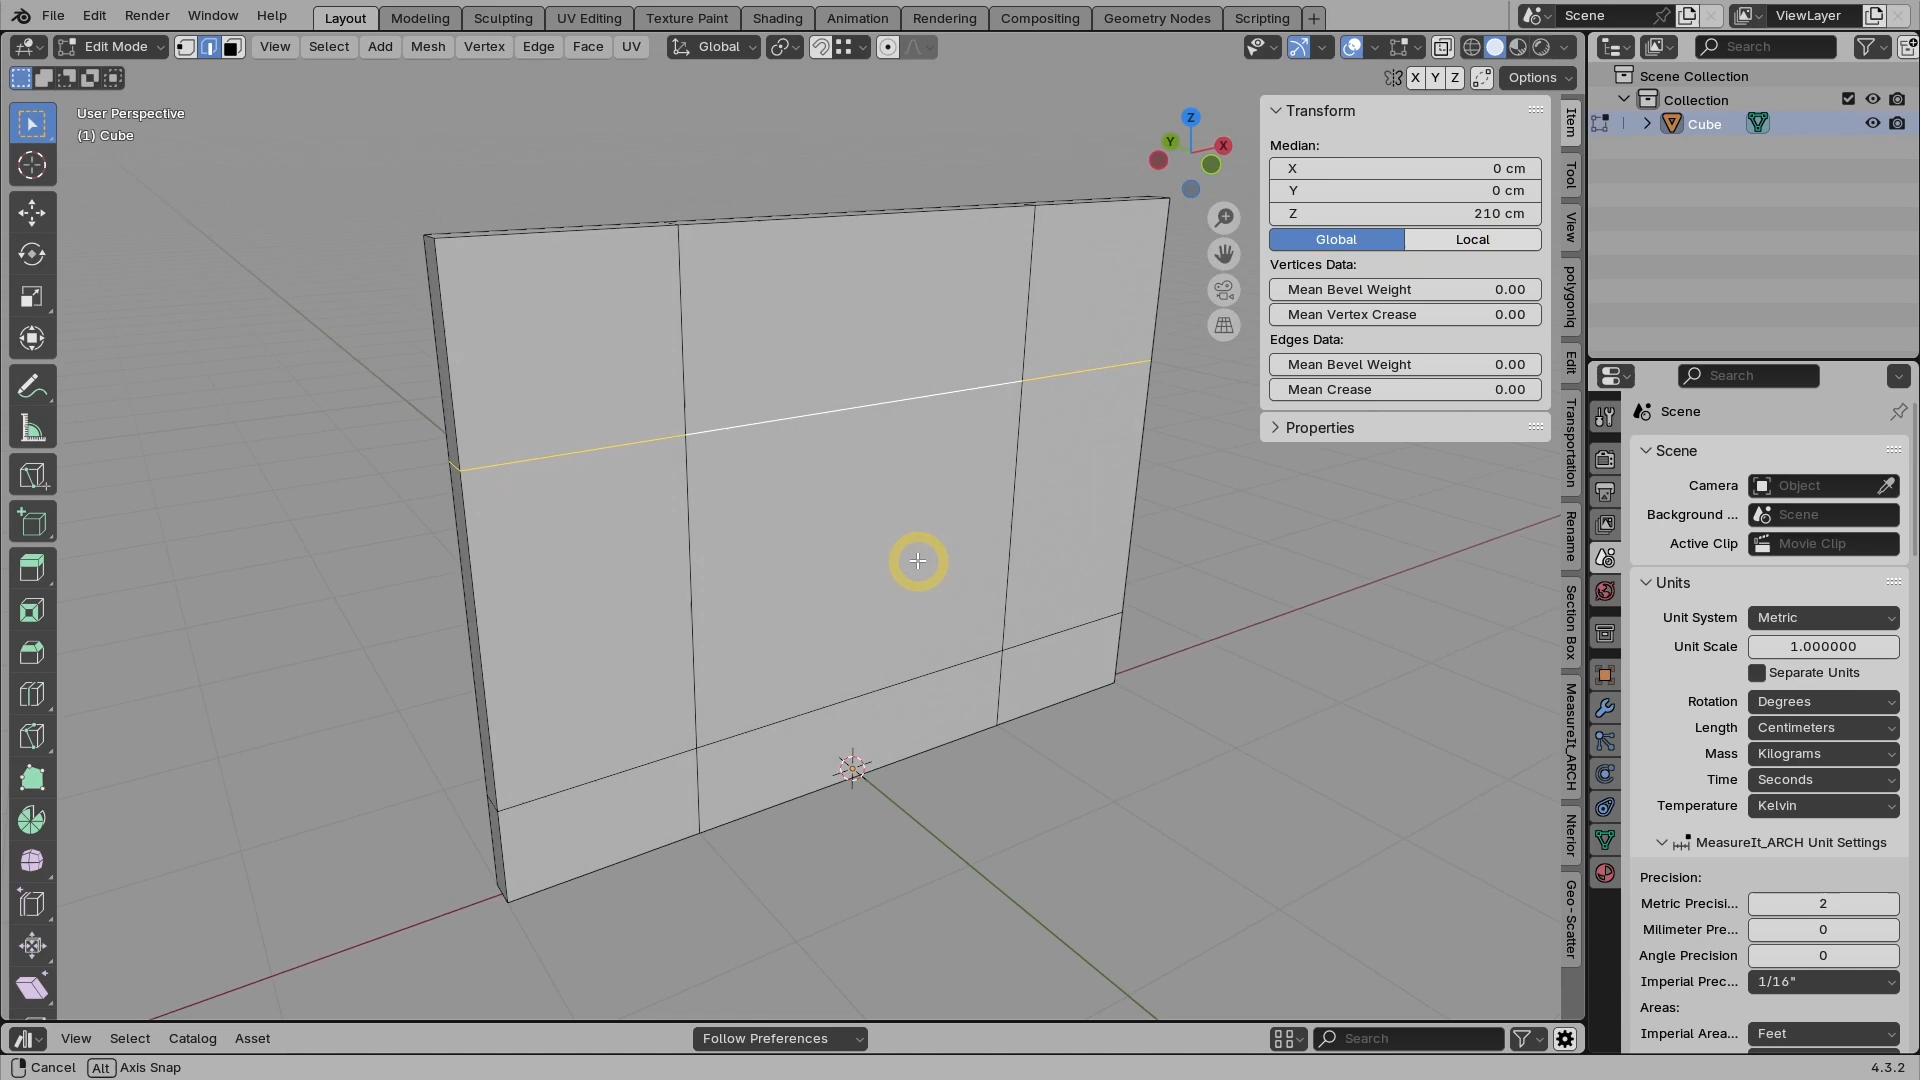 File Edit Render Window Help Layout Modeling Sculpting UV Editing Texture Paint Shading Animation Rendering Compositing Geometry Nodes Scripting + Scene ViewLayer
Edit Mode View Select Add Mesh Vertex Edge Face UV Global Search
X Y Z Options
User Perspective
(1) Cube
Z
Y
X
Transform
Median:
X 0 cm
Y 0 cm
Z 210 cm
Global Local
Vertices Data:
Mean Bevel Weight 0.00
Mean Vertex Crease 0.00
Edges Data:
Mean Bevel Weight 0.00
Mean Crease 0.00
Properties
Item
Tool
View
polygoniq
Edit
Transportation
Rename
Section Box
MeasureIt_ARCH
Nterior
Geo-Scatter
Scene Collection
Collection
Cube
Search
Scene
Scene
Camera Object
Background ... Scene
Active Clip Movie Clip
Units
Unit System Metric
Unit Scale 1.000000
Separate Units
Rotation Degrees
Length Centimeters
Mass Kilograms
Time Seconds
Temperature Kelvin
MeasureIt_ARCH Unit Settings
Precision:
Metric Precisi... 2
Milimeter Pre... 0
Angle Precision 0
Imperial Prec... 1/16"
Areas:
Imperial Area... Feet
View Select Catalog Asset Follow Preferences Search
Cancel Alt Axis Snap 4.3.2